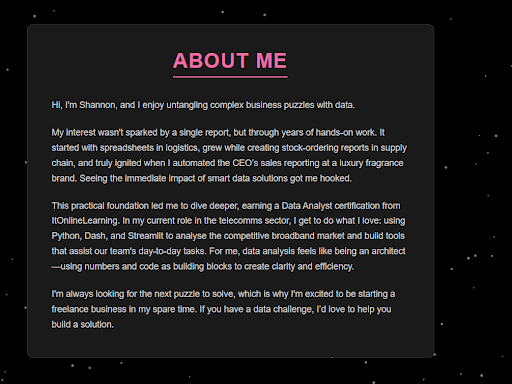 ABOUT ME
Hi, I'm Shannon, and I enjoy untangling complex business puzzles with data.
My interest wasn't sparked by a single report, but through years of hands-on work. It
started with spreadsheets in logistics, grew while creating stock-ordering reports in supply
chain, and truly ignited when I automated the CEO's sales reporting at a luxury fragrance
brand. Seeing the immediate impact of smart data solutions got me hooked.
This practical foundation led me to dive deeper, earning a Data Analyst certification from
ItOnlineLearning. In my current role in the telecomms sector, I get to do what I love: using
Python, Dash, and Streamlit to analyse the competitive broadband market and build tools
that assist our team's day-to-day tasks. For me, data analysis feels like being an architect
—using numbers and code as building blocks to create clarity and efficiency.
I'm always looking for the next puzzle to solve, which is why I'm excited to be starting a
freelance business in my spare time. If you have a data challenge, I'd love to help you
build a solution.